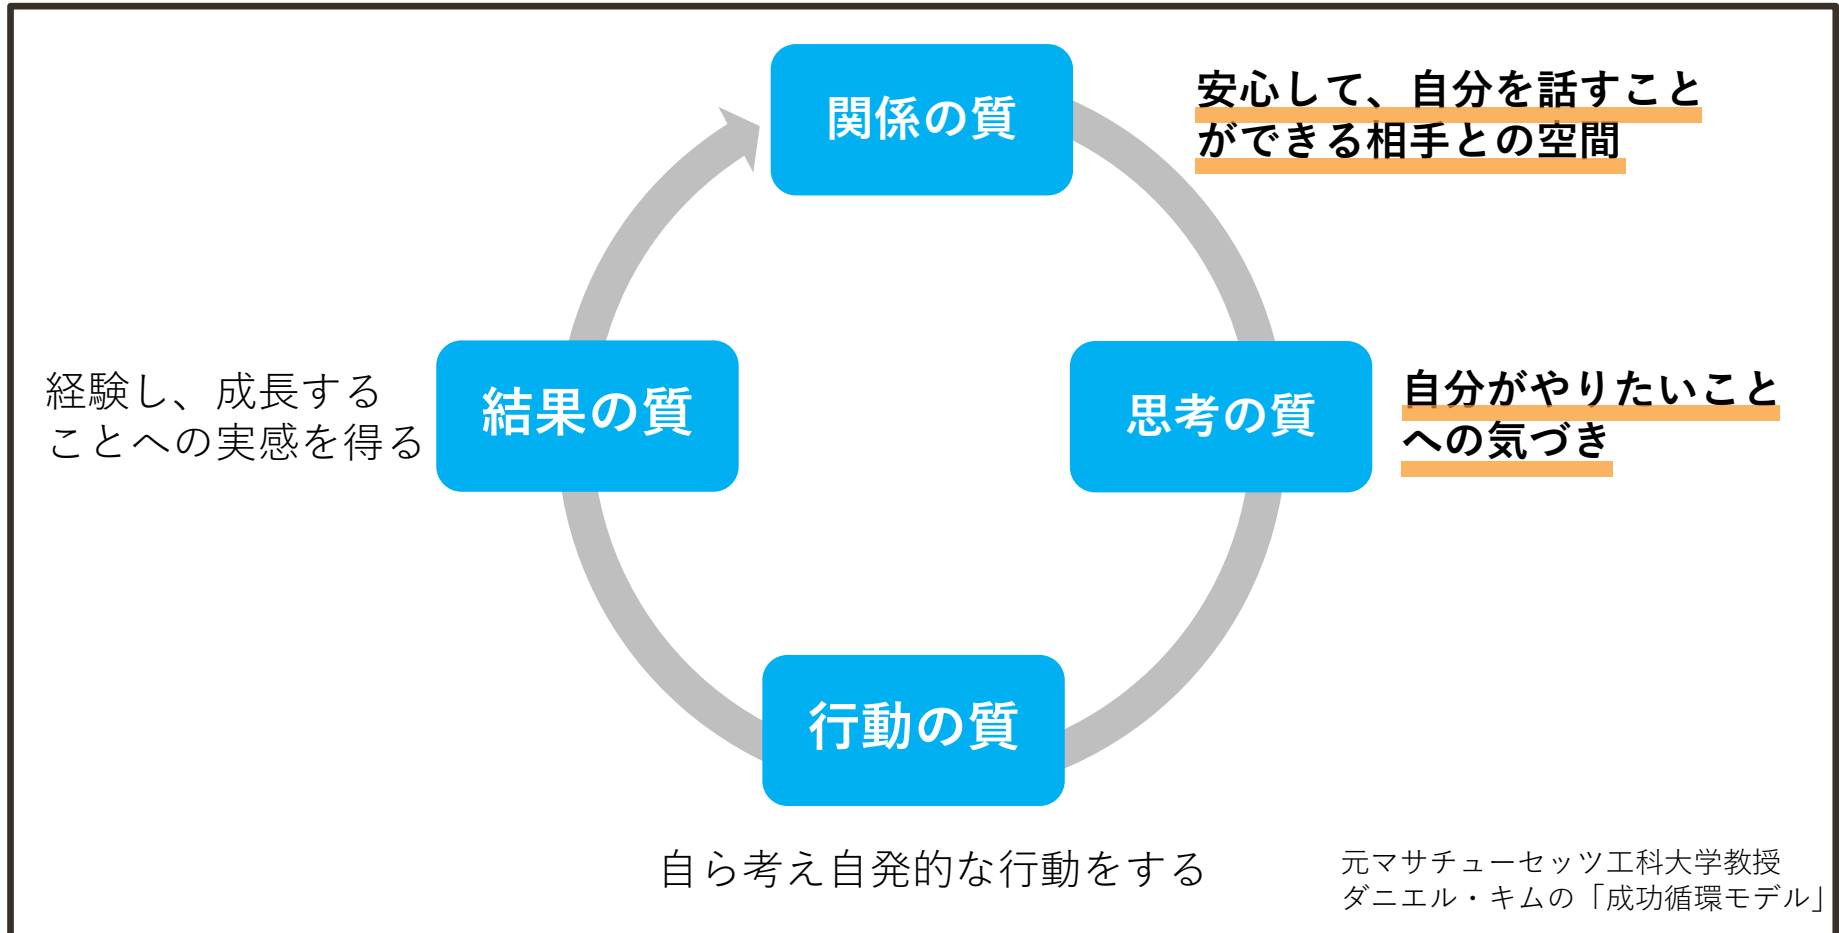 関係の質
安心して、自分を話すこと
ができる相手との空間
経験し、成長する
ことへの実感を得る
結果の質
思考の質
自分がやりたいこと
への気づき
行動の質
自ら考え自発的な行動をする
元マサチューセッツ工科大学教授
ダニエル・キムの「成功循環モデル」